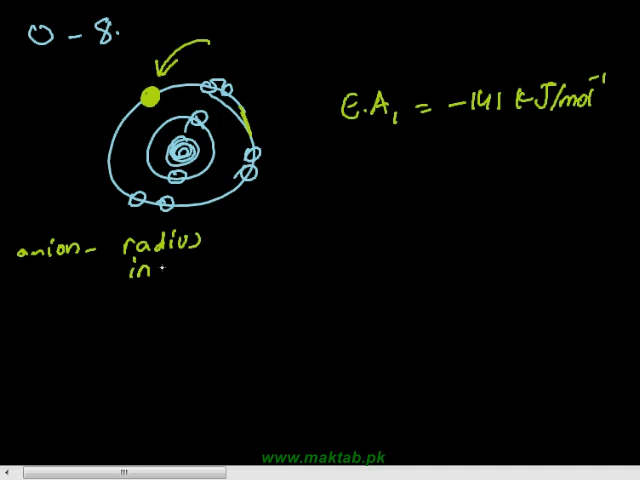 O - 8.
E.A1 = -141 kJ/mol-1
anion - radius
in
www.maktab.pk